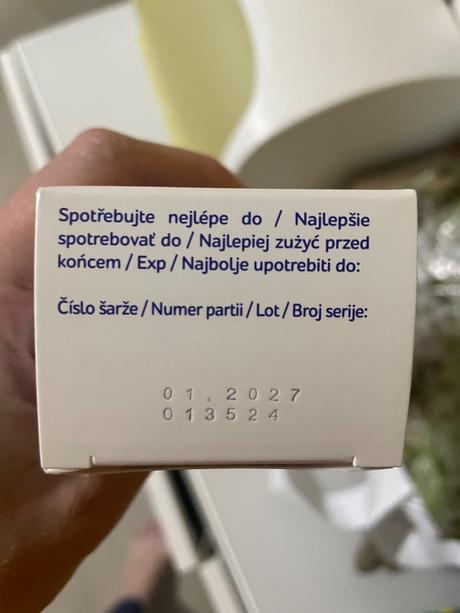 Spotřebujte nejlépe do / Najlepšie
spotrebovať do / Najlepiej zużyć przed
końcem / Exp / Najbolje upotrebiti do:
Číslo šarže / Numer partii / Lot / Broj serije:
01.2027
013524